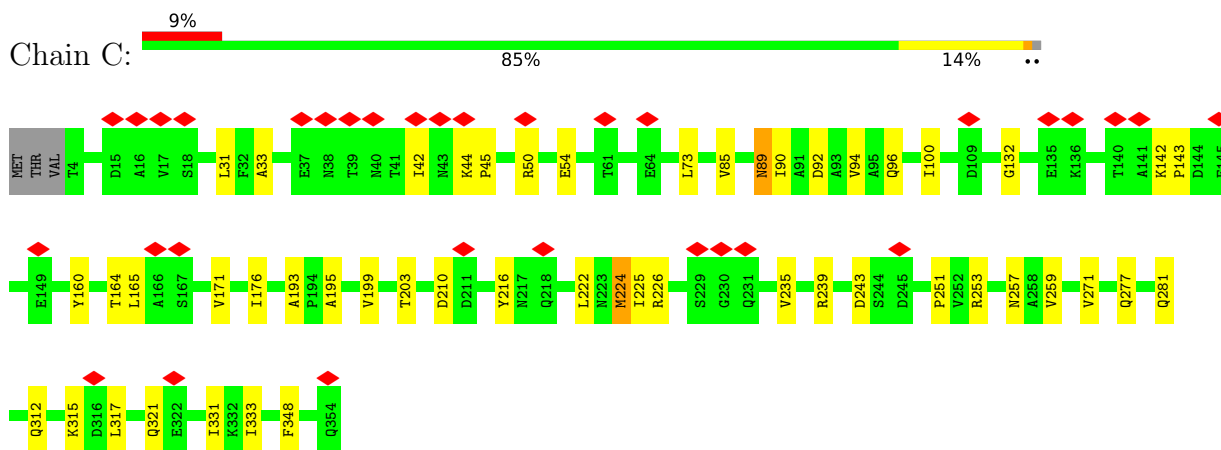 9%
Chain C:
85% 14% ••
MET THR VAL T4 D15 A16 V17 S18 L31 F32 A33 E37 N38 T39 N40 T41 I42 N43 K44 P45 R50 E54 T61 E64 L73 V85 N89 I90 A91 D92 A93 V94 A95 Q96 I100 D109 G132 E135 K136 T140 A141 K142 P143 D144
E149 Y160 T164 L165 A166 S167 V171 I176 A193 P194 A195 V199 T203 D210 D211 Y216 N217 Q218 L222 N223 M224 I225 R226 S229 G230 Q231 V235 R239 D243 S244 D245 P251 V252 R253 N257 A258 V259 V271 Q277 Q281
Q312 K315 D316 L317 Q321 E322 I331 K332 I333 F348 Q354